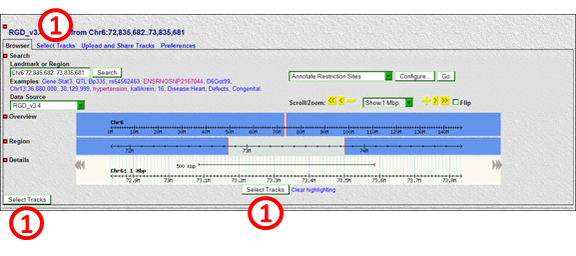 RGD_v3.4 1 from Chr6:72,835,682..73,835,681
Browser Select Tracks Upload and Share Tracks Preferences
Search
Landmark or Region
Chr6:72,835,682..73,835,681 Search
Annotate Restriction Sites Configure... Go
Examples: Gene:Stat3, QTL:Bp335, rs64562463, ENSRNOSNP2157044, D6Got99,
Chr13:36,880,000..38,129,999, hypertension, kallikrein, 16, Disease Heart, Defects, Congenital.
Data Source
RGD_v3.4
Scroll/Zoom: << < - Show 1 Mbp + > >> Flip
Overview
Chr6
0M 10M 20M 30M 40M 50M 60M 70M 80M 90M 100M 110M 120M 130M 140M
Region
72M 73M 74M
Details
500 kbp
Chr6: 1 Mbp
72.9M 73M 73.1M 73.2M 73.3M 73.4M 73.5M 73.6M 73.7M 73.8M
Select Tracks Clear highlighting
Select Tracks
1 1